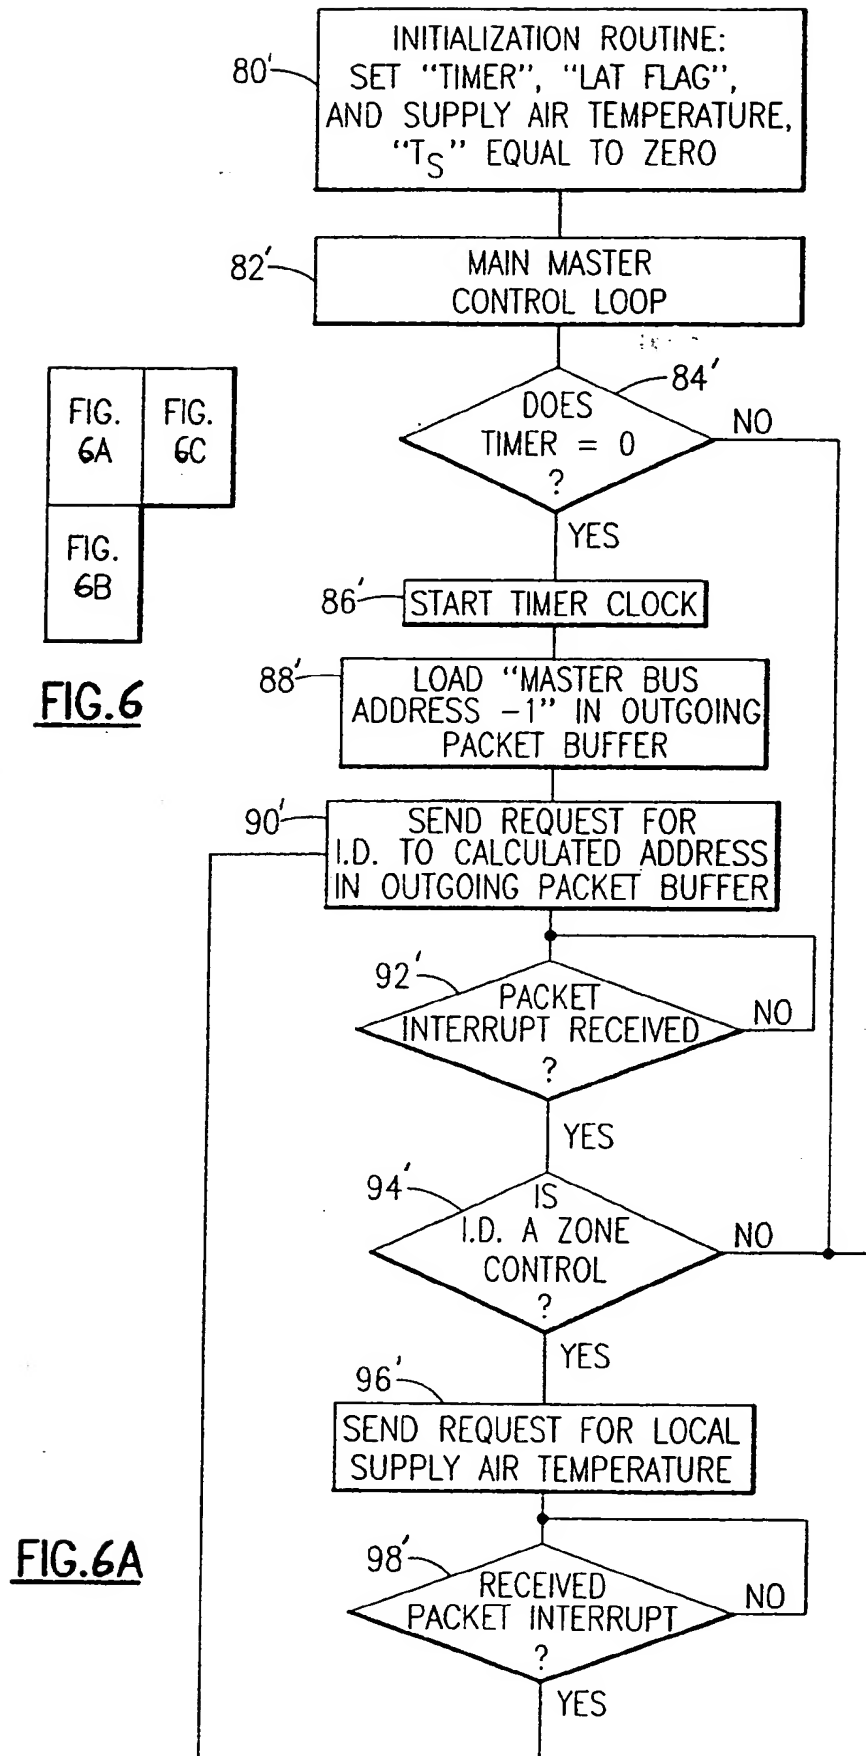 80'
INITIALIZATION ROUTINE:
SET "TIMER", "LAT FLAG",
AND SUPPLY AIR TEMPERATURE,
"TS" EQUAL TO ZERO
82'
MAIN MASTER
CONTROL LOOP
84'
DOES
TIMER = 0
?
NO
YES
FIG.
6A
FIG.
6C
FIG.
6B
FIG.6
86'
START TIMER CLOCK
88'
LOAD "MASTER BUS
ADDRESS -1" IN OUTGOING
PACKET BUFFER
90'
SEND REQUEST FOR
I.D. TO CALCULATED ADDRESS
IN OUTGOING PACKET BUFFER
92'
PACKET
INTERRUPT RECEIVED
?
NO
YES
94'
IS
I.D. A ZONE
CONTROL
?
NO
YES
96'
SEND REQUEST FOR LOCAL
SUPPLY AIR TEMPERATURE
FIG.6A
98'
RECEIVED
PACKET INTERRUPT
?
NO
YES